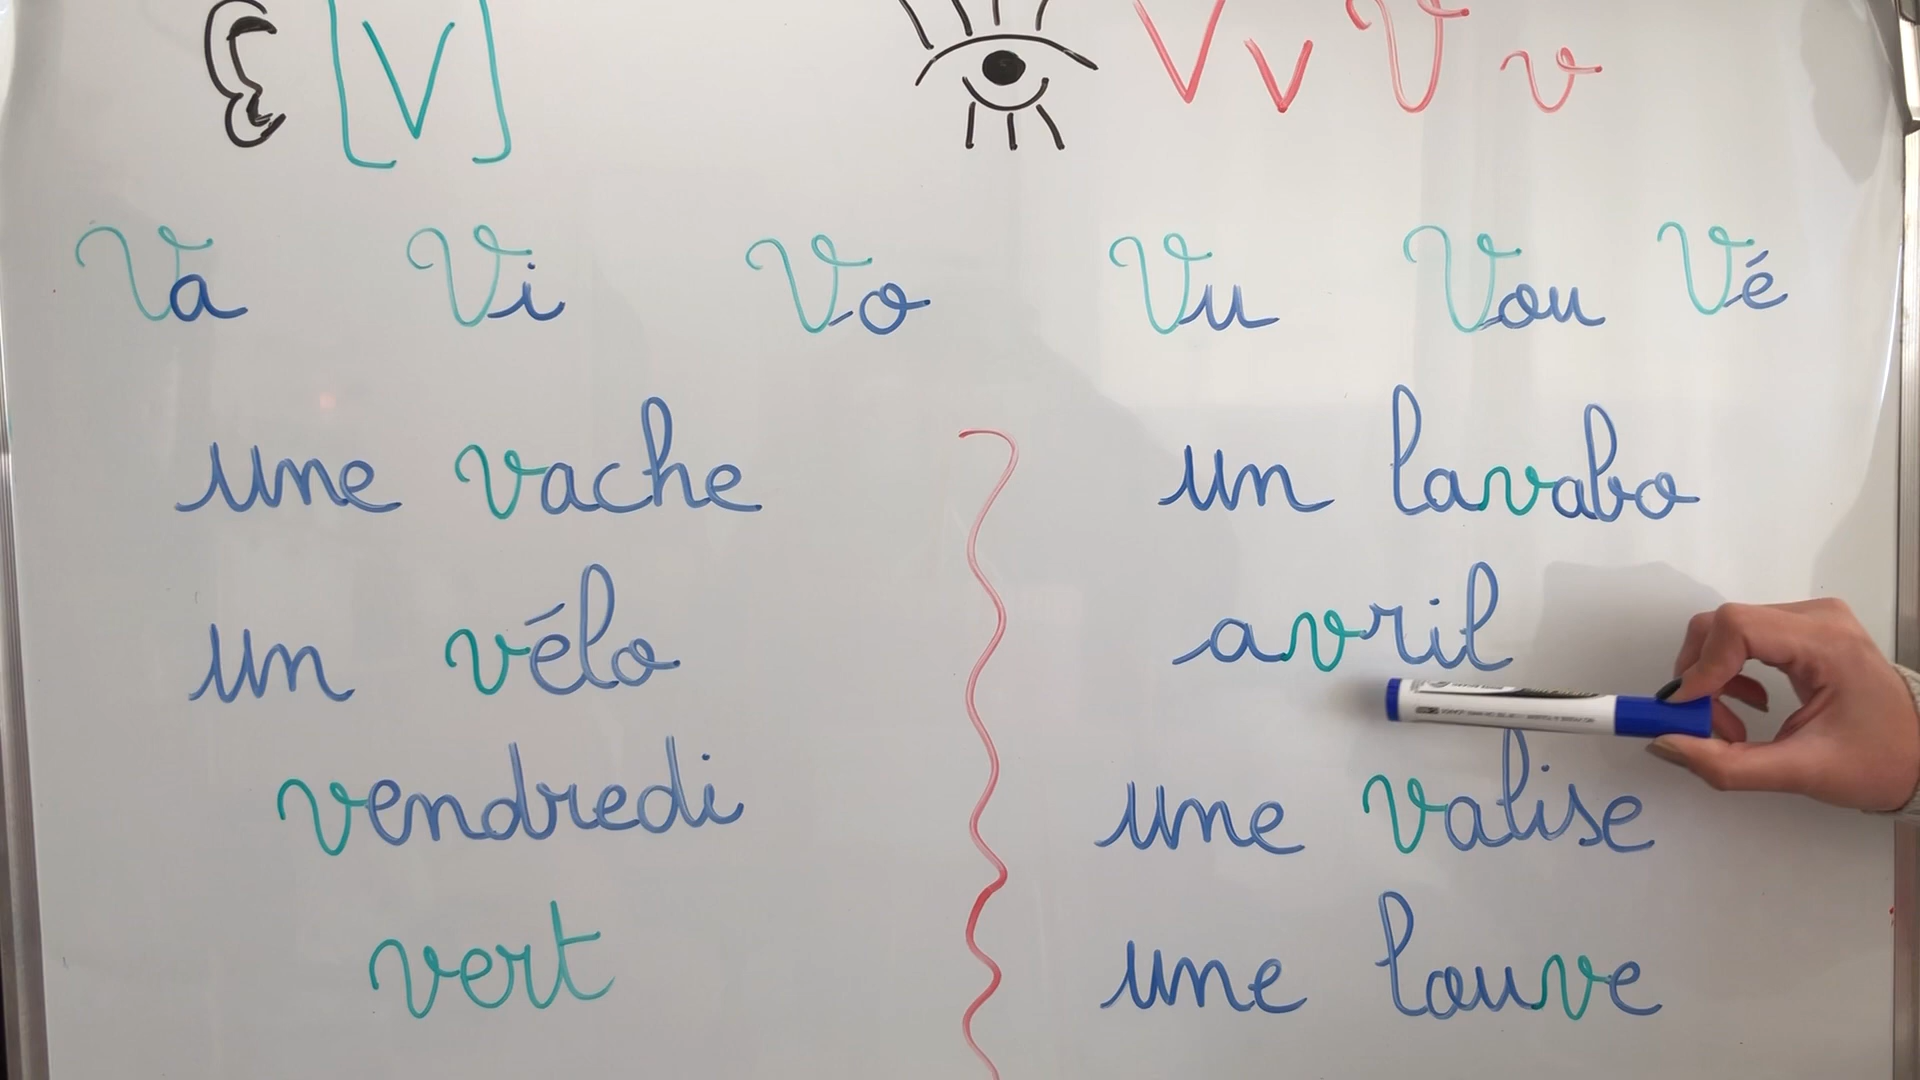 [V] V v V v
Va Vi Vo Vu Vou Vé
une vache
un vélo
vendredi
vert
un lavabo
avril
une valise
une louve